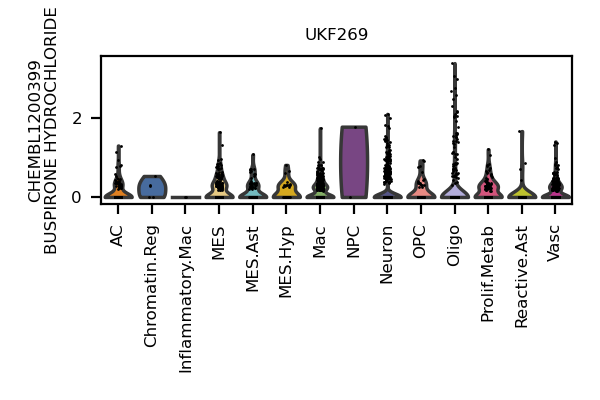 UKF269
CHEMBL1200399
BUSPIRONE HYDROCHLORIDE
2
0
AC
Chromatin.Reg
Inflammatory.Mac
MES
MES.Ast
MES.Hyp
Mac
NPC
Neuron
OPC
Oligo
Prolif.Metab
Reactive.Ast
Vasc